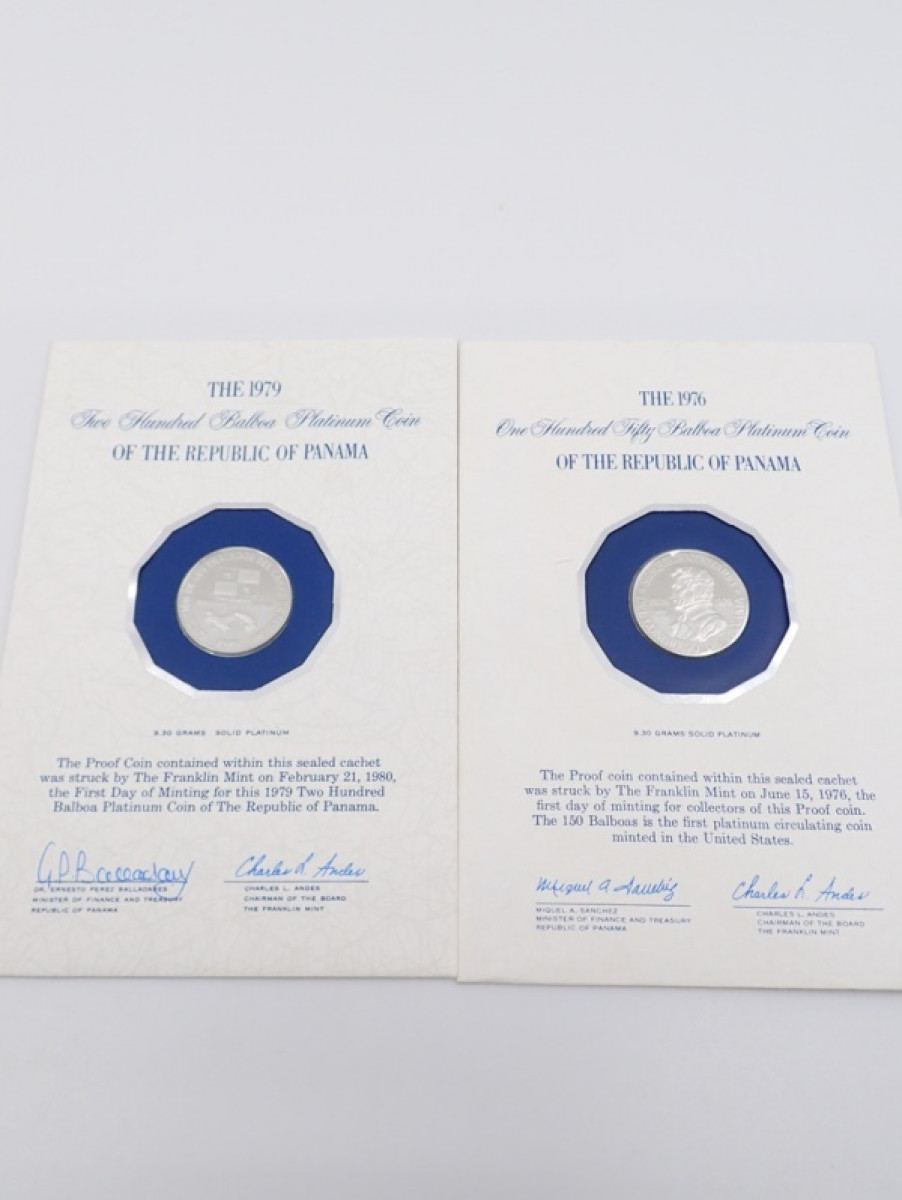 THE 1979
Two Hundred Balboa Platinum Coin
OF THE REPUBLIC OF PANAMA
9.30 GRAMS SOLID PLATINUM
The Proof Coin contained within this sealed cachet
was struck by The Franklin Mint on February 21, 1980,
the First Day of Minting for this 1979 Two Hundred
Balboa Platinum Coin of The Republic of Panama.
Charles L. Andes
DR. ERNESTO PEREZ BALLADARES
MINISTER OF FINANCE AND TREASURY
REPUBLIC OF PANAMA
CHARLES L. ANDES
CHAIRMAN OF THE BOARD
THE FRANKLIN MINT
THE 1976
One Hundred Fifty Balboa Platinum Coin
OF THE REPUBLIC OF PANAMA
9.30 GRAMS SOLID PLATINUM
The Proof coin contained within this sealed cachet
was struck by The Franklin Mint on June 15, 1976, the
first day of minting for collectors of this Proof coin.
The 150 Balboas is the first platinum circulating coin
minted in the United States.
Charles L. Andes
MIQUEL A. SANCHEZ
MINISTER OF FINANCE AND TREASURY
REPUBLIC OF PANAMA
CHARLES L. ANDES
CHAIRMAN OF THE BOARD
THE FRANKLIN MINT